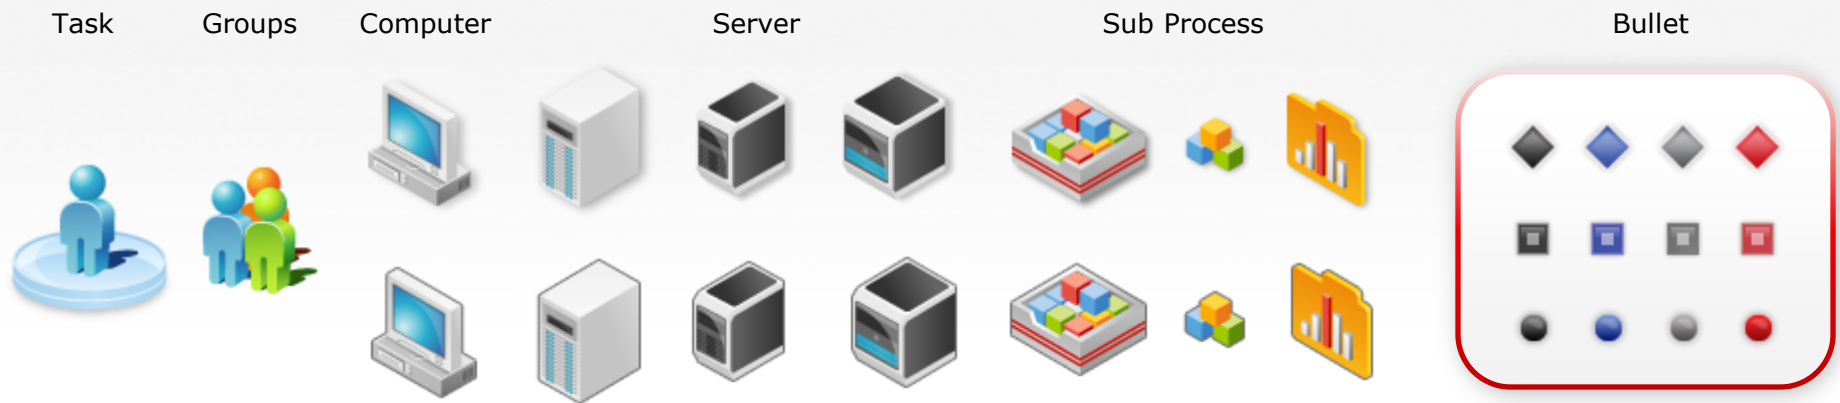 Task
Groups
Computer
Server
Sub Process
Bullet